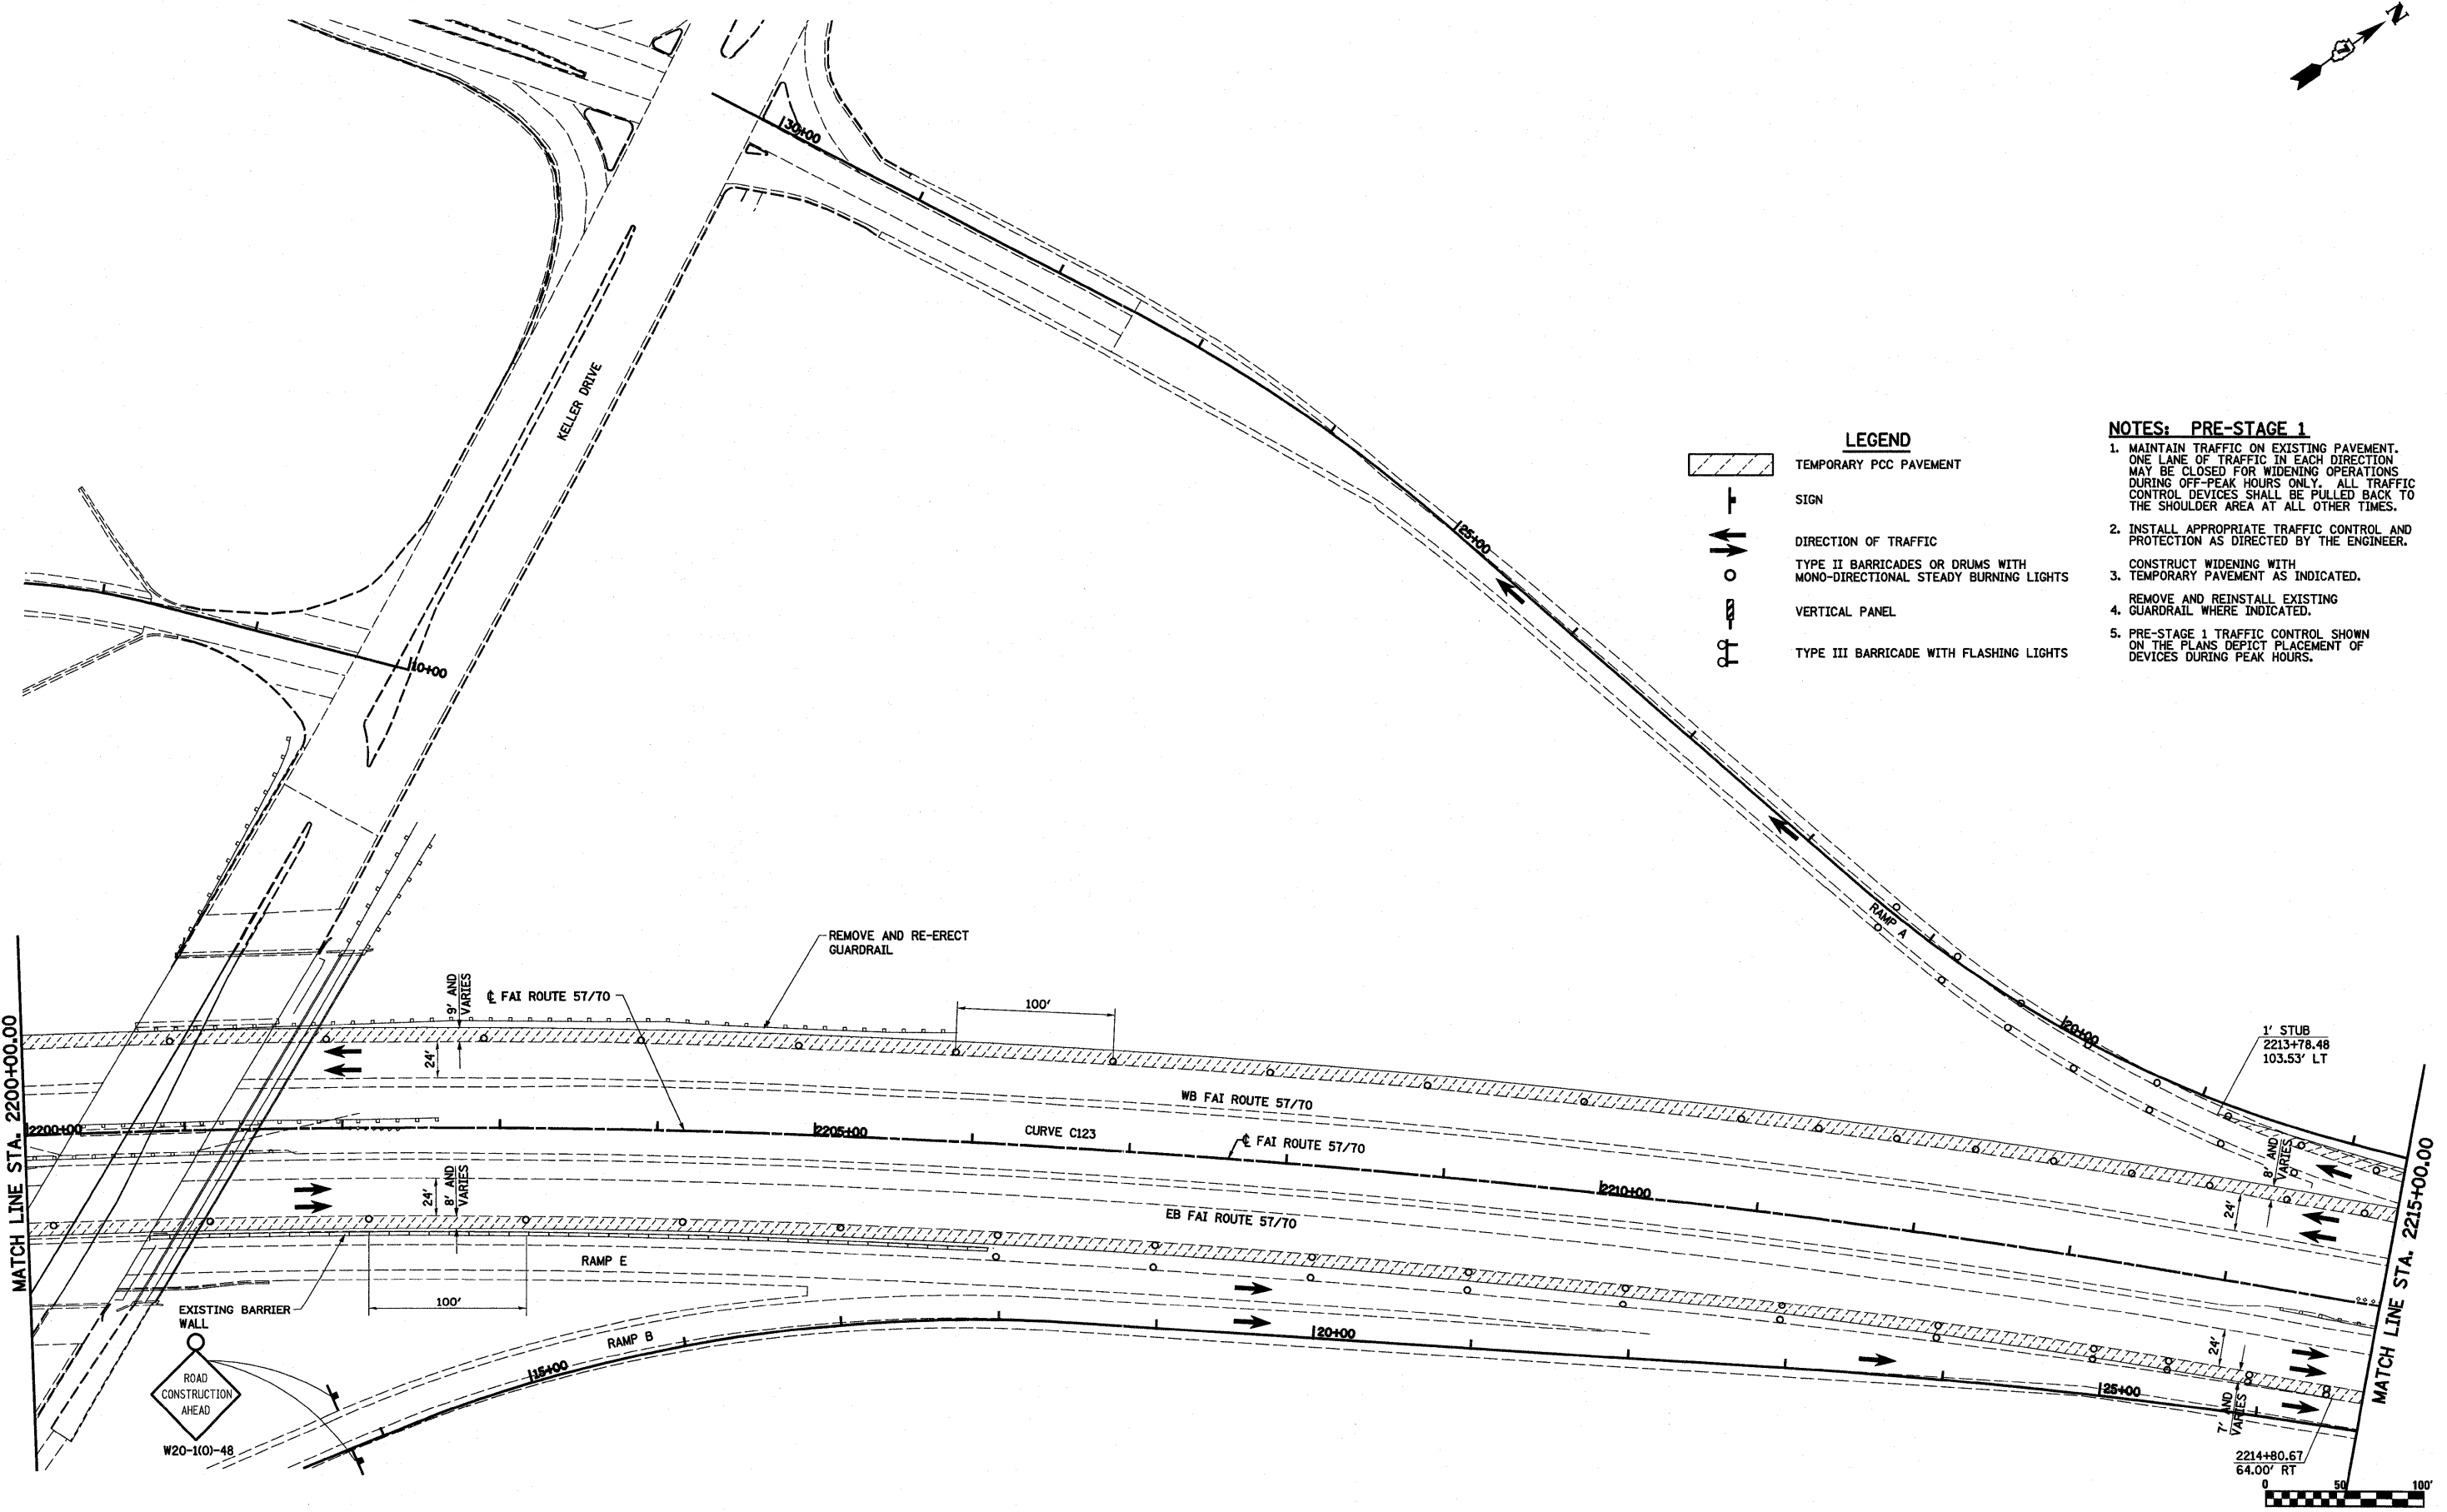 N
30+00
KELLER DRIVE
10+00
25+00
RAMP A
20+00
LEGEND
TEMPORARY PCC PAVEMENT
SIGN
DIRECTION OF TRAFFIC
TYPE II BARRICADES OR DRUMS WITH
MONO-DIRECTIONAL STEADY BURNING LIGHTS
VERTICAL PANEL
TYPE III BARRICADE WITH FLASHING LIGHTS
NOTES: PRE-STAGE 1
1. MAINTAIN TRAFFIC ON EXISTING PAVEMENT.
ONE LANE OF TRAFFIC IN EACH DIRECTION
MAY BE CLOSED FOR WIDENING OPERATIONS
DURING OFF-PEAK HOURS ONLY. ALL TRAFFIC
CONTROL DEVICES SHALL BE PULLED BACK TO
THE SHOULDER AREA AT ALL OTHER TIMES.
2. INSTALL APPROPRIATE TRAFFIC CONTROL AND
PROTECTION AS DIRECTED BY THE ENGINEER.
CONSTRUCT WIDENING WITH
3. TEMPORARY PAVEMENT AS INDICATED.
REMOVE AND REINSTALL EXISTING
4. GUARDRAIL WHERE INDICATED.
5. PRE-STAGE 1 TRAFFIC CONTROL SHOWN
ON THE PLANS DEPICT PLACEMENT OF
DEVICES DURING PEAK HOURS.
REMOVE AND RE-ERECT
GUARDRAIL
9' AND
VARIES
℄ FAI ROUTE 57/70
100'
24'
1' STUB
2213+78.48
103.53' LT
MATCH LINE STA. 2200+00.00
2200+00
2205+00
CURVE C123
WB FAI ROUTE 57/70
℄ FAI ROUTE 57/70
2210+00
8' AND
VARIES
24'
MATCH LINE STA. 2215+00.00
24'
8' AND
VARIES
EB FAI ROUTE 57/70
RAMP E
EXISTING BARRIER
WALL
100'
RAMP B
15+00
20+00
25+00
24'
7' AND
VARIES
ROAD
CONSTRUCTION
AHEAD
W20-1(O)-48
2214+80.67
64.00' RT
0 50 100'